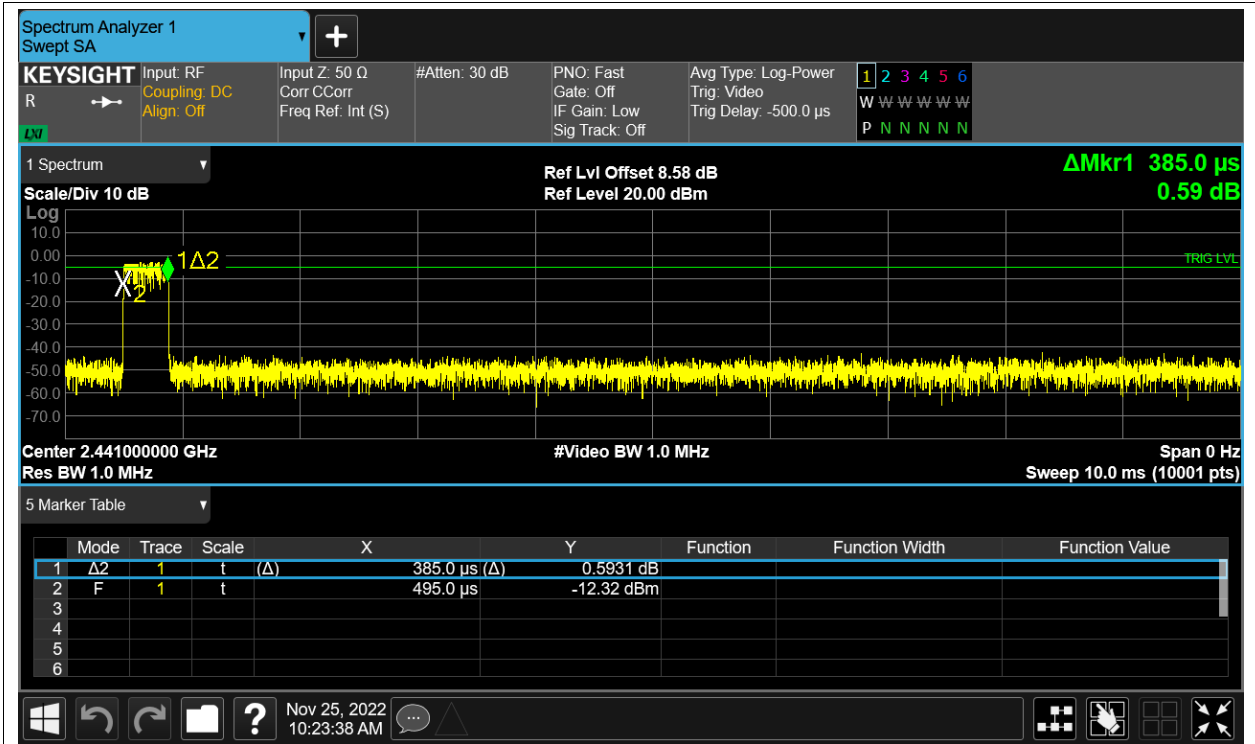 Spectrum Analyzer 1
Swept SA
KEYSIGHT Input: RF Input Z: 50 Ω #Atten: 30 dB PNO: Fast Avg Type: Log-Power 1 2 3 4 5 6
R Coupling: DC Corr CCorr Gate: Off Trig: Video W W W W W W
Align: Off Freq Ref: Int (S) IF Gain: Low Trig Delay: -500.0 µs
LXI Sig Track: Off P N N N N N
1 Spectrum Ref Lvl Offset 8.58 dB ΔMkr1 385.0 µs
Scale/Div 10 dB Ref Level 20.00 dBm 0.59 dB
Log
10.0
0.00 1Δ2 TRIG LVL
-10.0 X2
-20.0
-30.0
-40.0
-50.0
-60.0
-70.0
Center 2.441000000 GHz #Video BW 1.0 MHz Span 0 Hz
Res BW 1.0 MHz Sweep 10.0 ms (10001 pts)
5 Marker Table
Mode Trace Scale X Y Function Function Width Function Value
1 Δ2 1 t (Δ) 385.0 µs (Δ) 0.5931 dB
2 F 1 t 495.0 µs -12.32 dBm
3
4
5
6
? Nov 25, 2022
10:23:38 AM